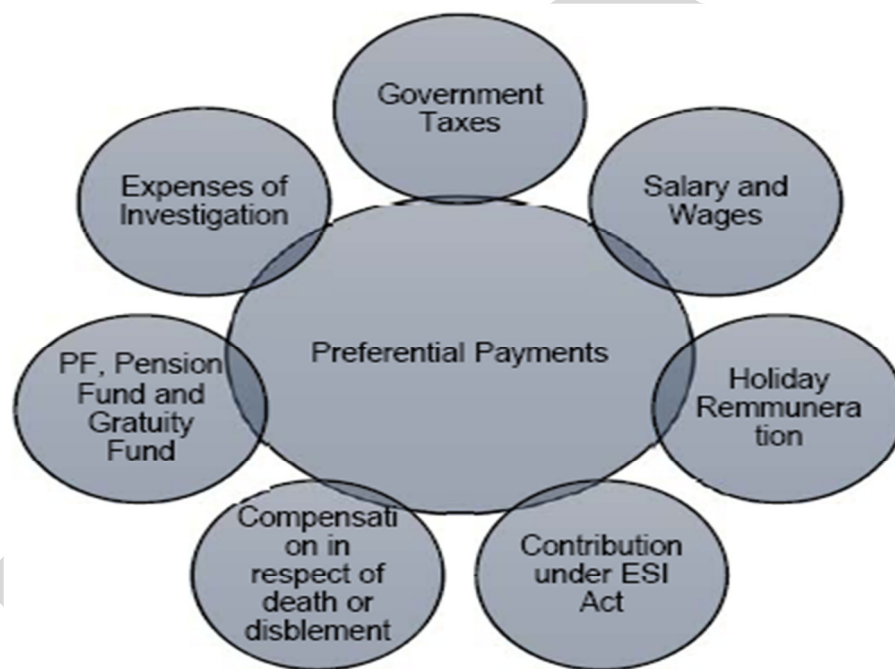 Government
Taxes
Expenses of
Investigation
Salary and
Wages
Preferential Payments
PF, Pension
Fund and
Gratuity
Fund
Holiday
Remmunera
tion
Compensati
on in
respect of
death or
disblement
Contribution
under ESI
Act